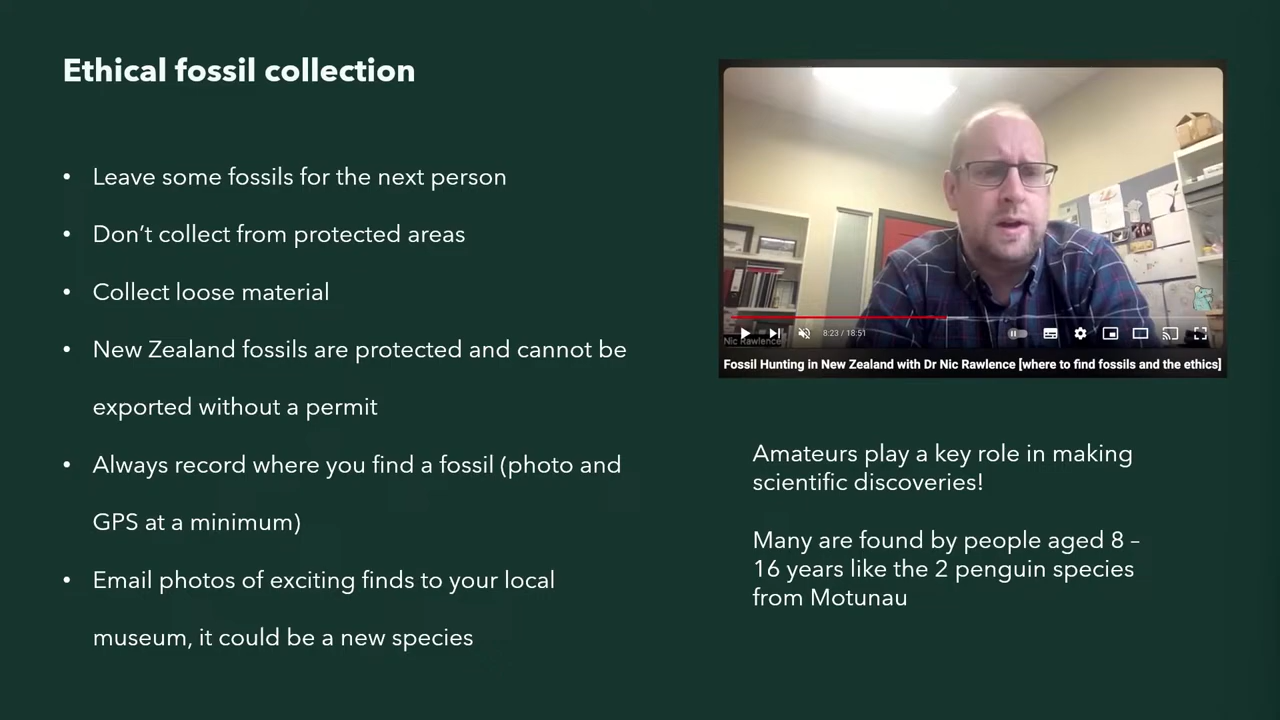 Ethical fossil collection
• Leave some fossils for the next person
• Don’t collect from protected areas
• Collect loose material
• New Zealand fossils are protected and cannot be
exported without a permit
• Always record where you find a fossil (photo and
GPS at a minimum)
• Email photos of exciting finds to your local
museum, it could be a new species
8:23 / 18:51
Nic Rawlence
Fossil Hunting in New Zealand with Dr Nic Rawlence [where to find fossils and the ethics]
Amateurs play a key role in making
scientific discoveries!
Many are found by people aged 8 –
16 years like the 2 penguin species
from Motunau